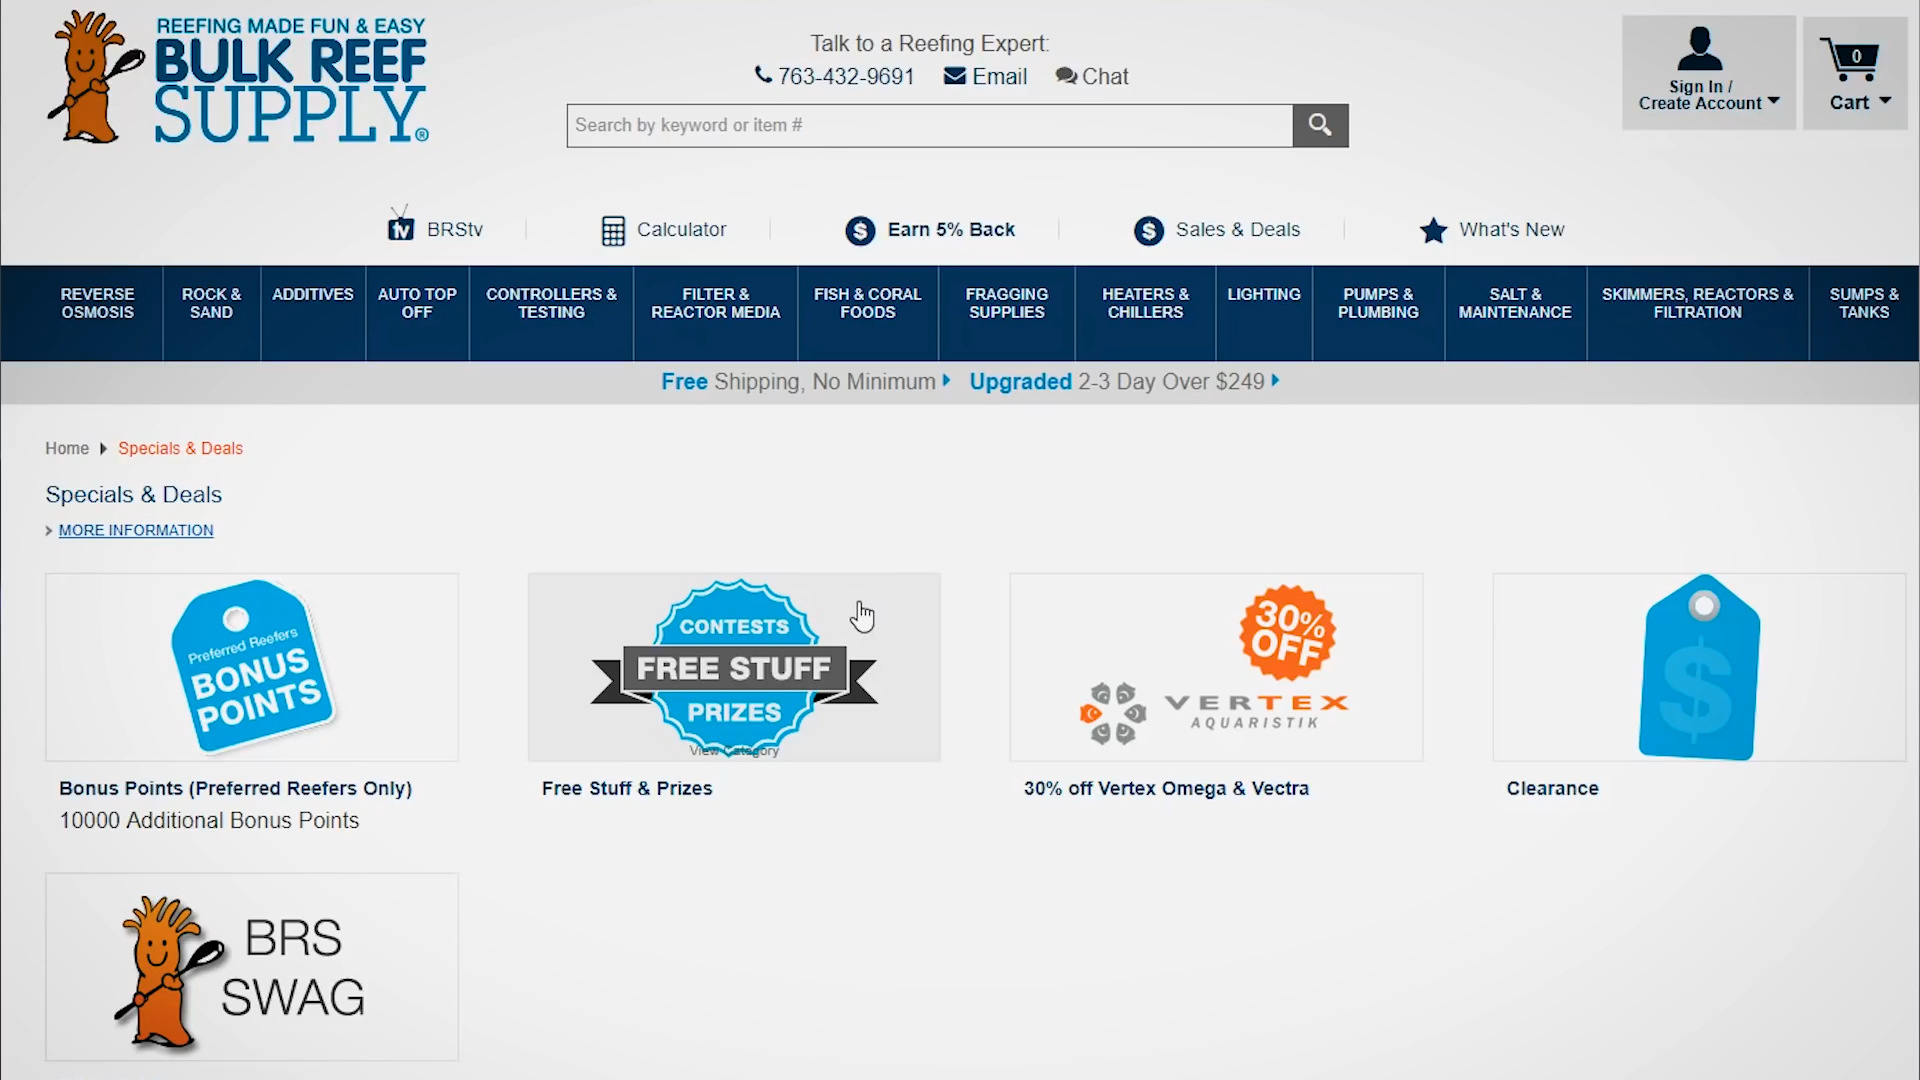 REEFING MADE FUN & EASY
BULK REEF
SUPPLY®
Talk to a Reefing Expert:
763-432-9691 Email Chat
Search by keyword or item #
Sign In /
Create Account
0
Cart
tv BRStv
Calculator
$ Earn 5% Back
$ Sales & Deals
What's New
REVERSE
OSMOSIS
ROCK &
SAND
ADDITIVES
AUTO TOP
OFF
CONTROLLERS &
TESTING
FILTER &
REACTOR MEDIA
FISH & CORAL
FOODS
FRAGGING
SUPPLIES
HEATERS &
CHILLERS
LIGHTING
PUMPS &
PLUMBING
SALT &
MAINTENANCE
SKIMMERS, REACTORS &
FILTRATION
SUMPS &
TANKS
Free Shipping, No Minimum Upgraded 2-3 Day Over $249
Home Specials & Deals
Specials & Deals
MORE INFORMATION
Preferred Reefers
BONUS
POINTS
Bonus Points (Preferred Reefers Only)
10000 Additional Bonus Points
CONTESTS
FREE STUFF
PRIZES
View Category
Free Stuff & Prizes
30%
OFF
VERTEX
AQUARISTIK
30% off Vertex Omega & Vectra
$
Clearance
BRS
SWAG